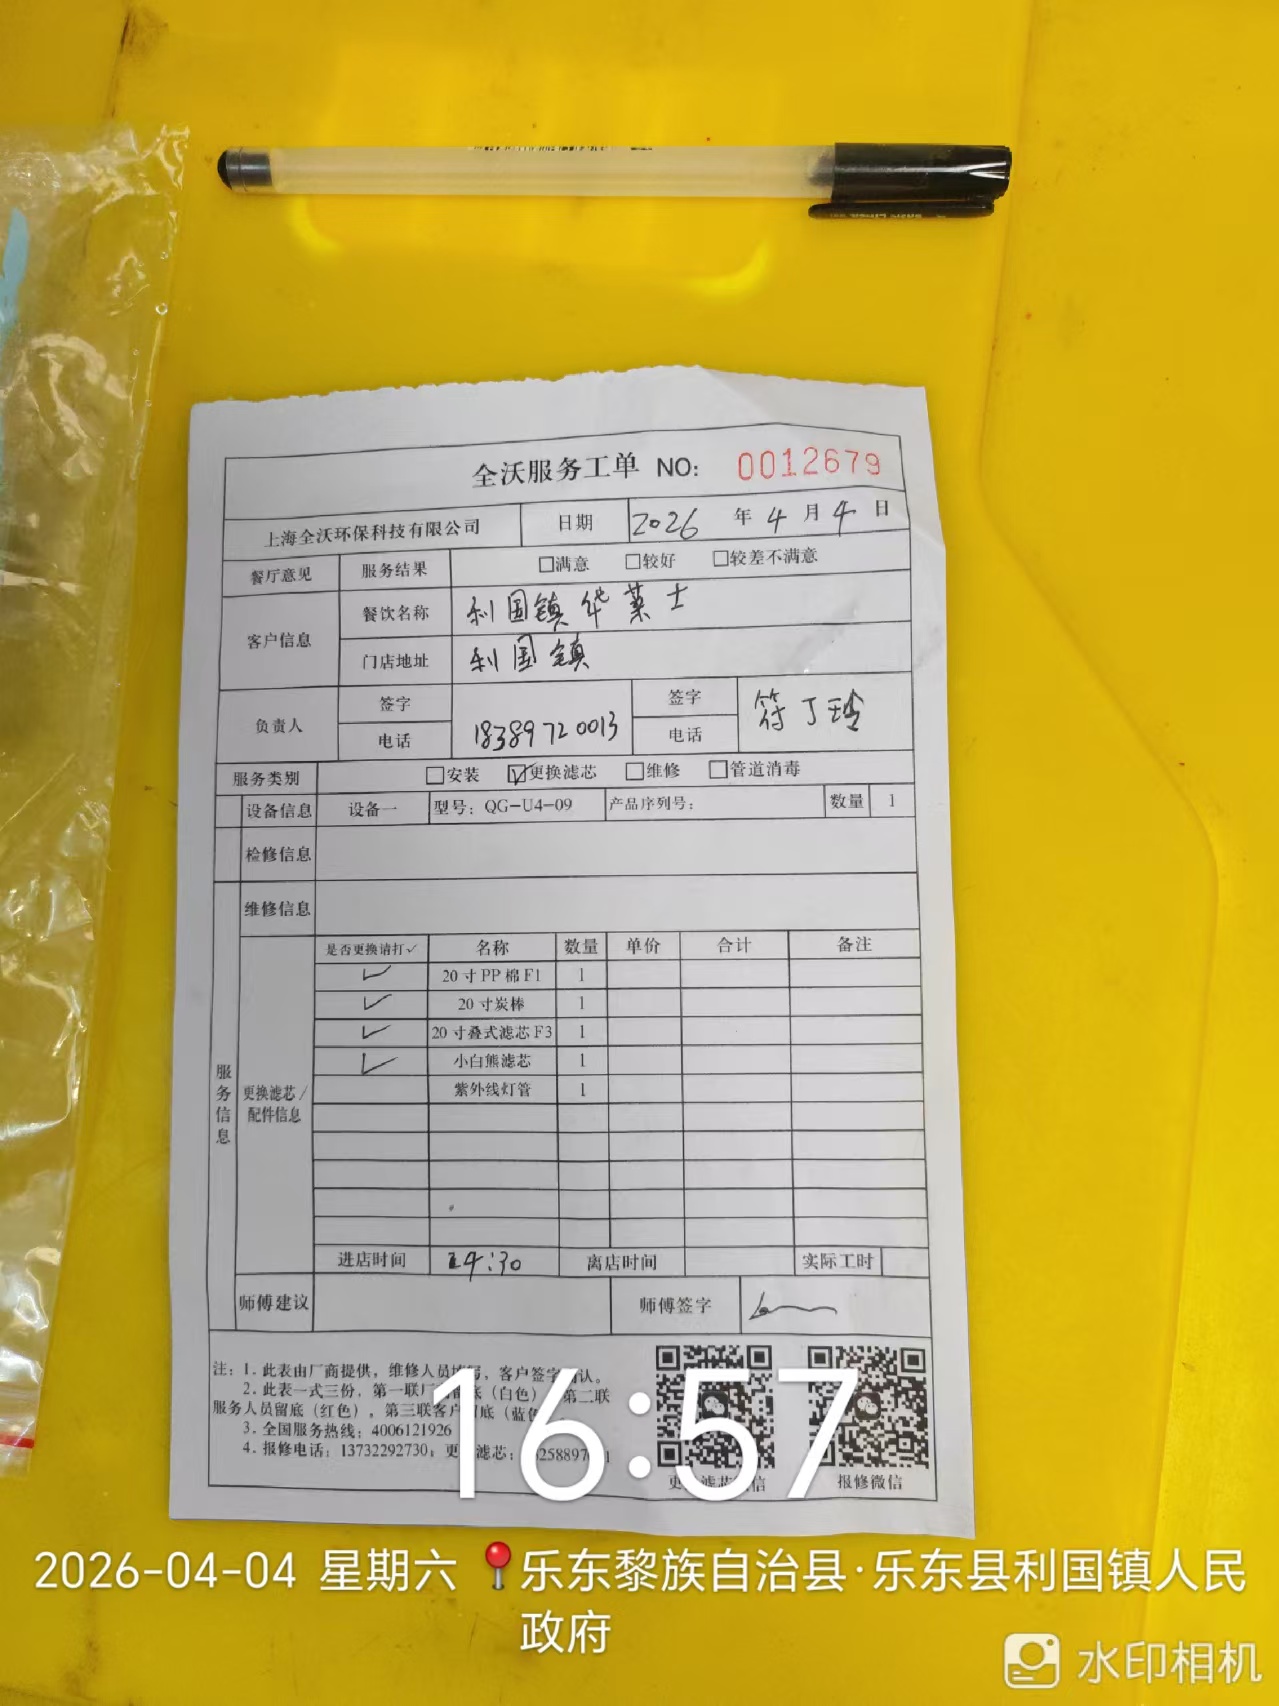 全沃服务工单 NO: 0012679
上海全沃环保科技有限公司 日期 2026 年 4 月 4 日
餐厅意见 服务结果 □满意 □较好 □较差不满意
客户信息 餐饮名称 利国镇华莱士
门店地址 利国镇
负责人 签字 签字 符丁玲
电话 18389720013 电话
服务类别 □安装 ☑更换滤芯 □维修 □管道消毒
设备信息 设备一 型号: QG-U4-09 产品序列号: 数量 1
检修信息
维修信息
服务信息
更换滤芯/配件信息
是否更换请打✓ 名称 数量 单价 合计 备注
✓ 20寸PP棉F1 1
✓ 20寸炭棒 1
✓ 20寸叠式滤芯F3 1
✓ 小白熊滤芯 1
紫外线灯管 1
进店时间 14:30 离店时间 实际工时
师傅建议 师傅签字
注: 1. 此表由厂商提供, 维修人员, 客户签字认。
2. 此表一式三份, 第一联厂底(白色) 第二联
服务人员留底(红色), 第三联客户底(蓝
3. 全国服务热线: 4006121926
4. 报修电话: 13732292730; 更滤芯:
报修微信
16:57
2026-04-04 星期六 📍乐东黎族自治县·乐东县利国镇人民
政府
水印相机